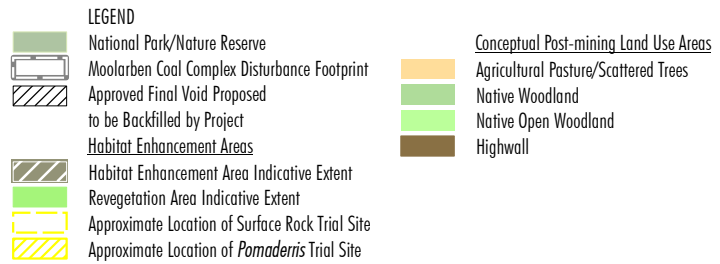 LEGEND
National Park/Nature Reserve
Moolarben Coal Complex Disturbance Footprint
Approved Final Void Proposed
to be Backfilled by Project
Habitat Enhancement Areas
Habitat Enhancement Area Indicative Extent
Revegetation Area Indicative Extent
Approximate Location of Surface Rock Trial Site
Approximate Location of Pomaderris Trial Site
Conceptual Post-mining Land Use Areas
Agricultural Pasture/Scattered Trees
Native Woodland
Native Open Woodland
Highwall